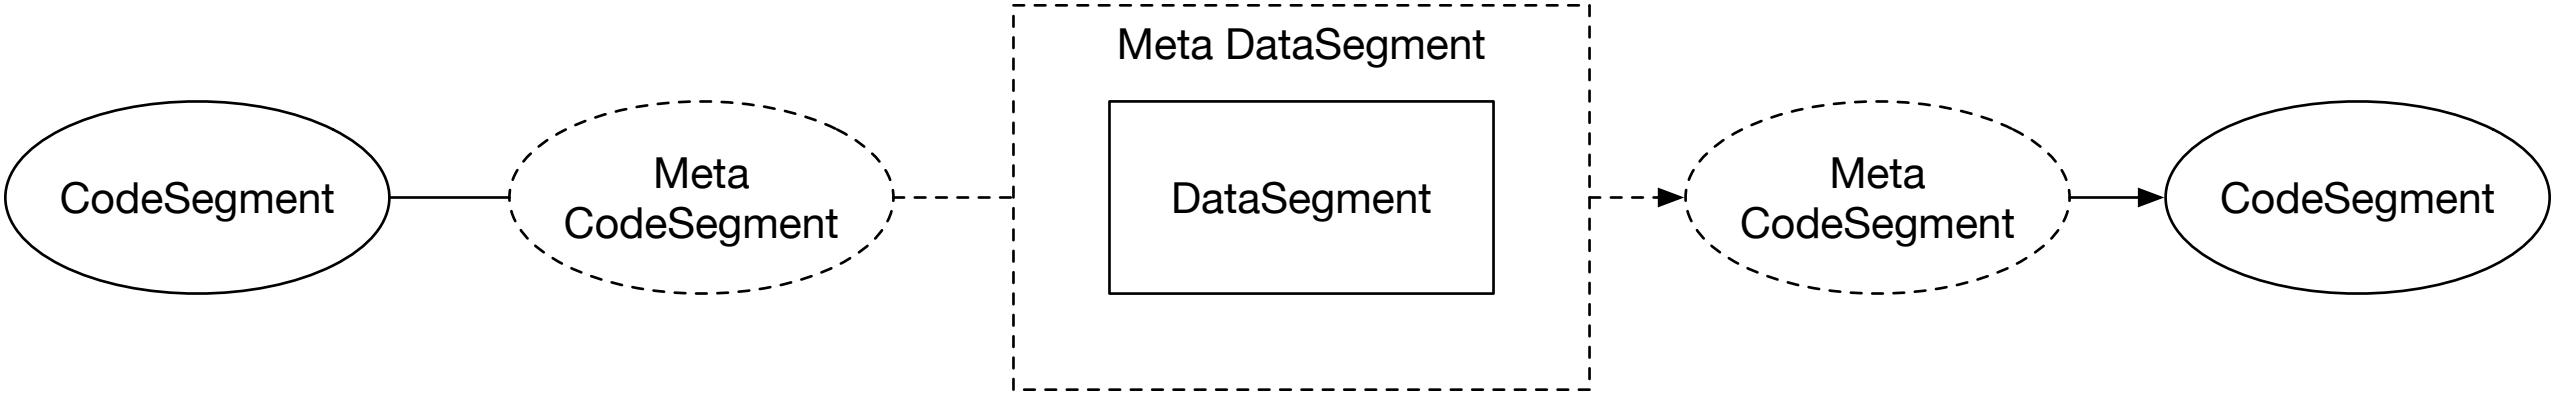 CodeSegment
Meta
CodeSegment
Meta DataSegment
DataSegment
Meta
CodeSegment
CodeSegment